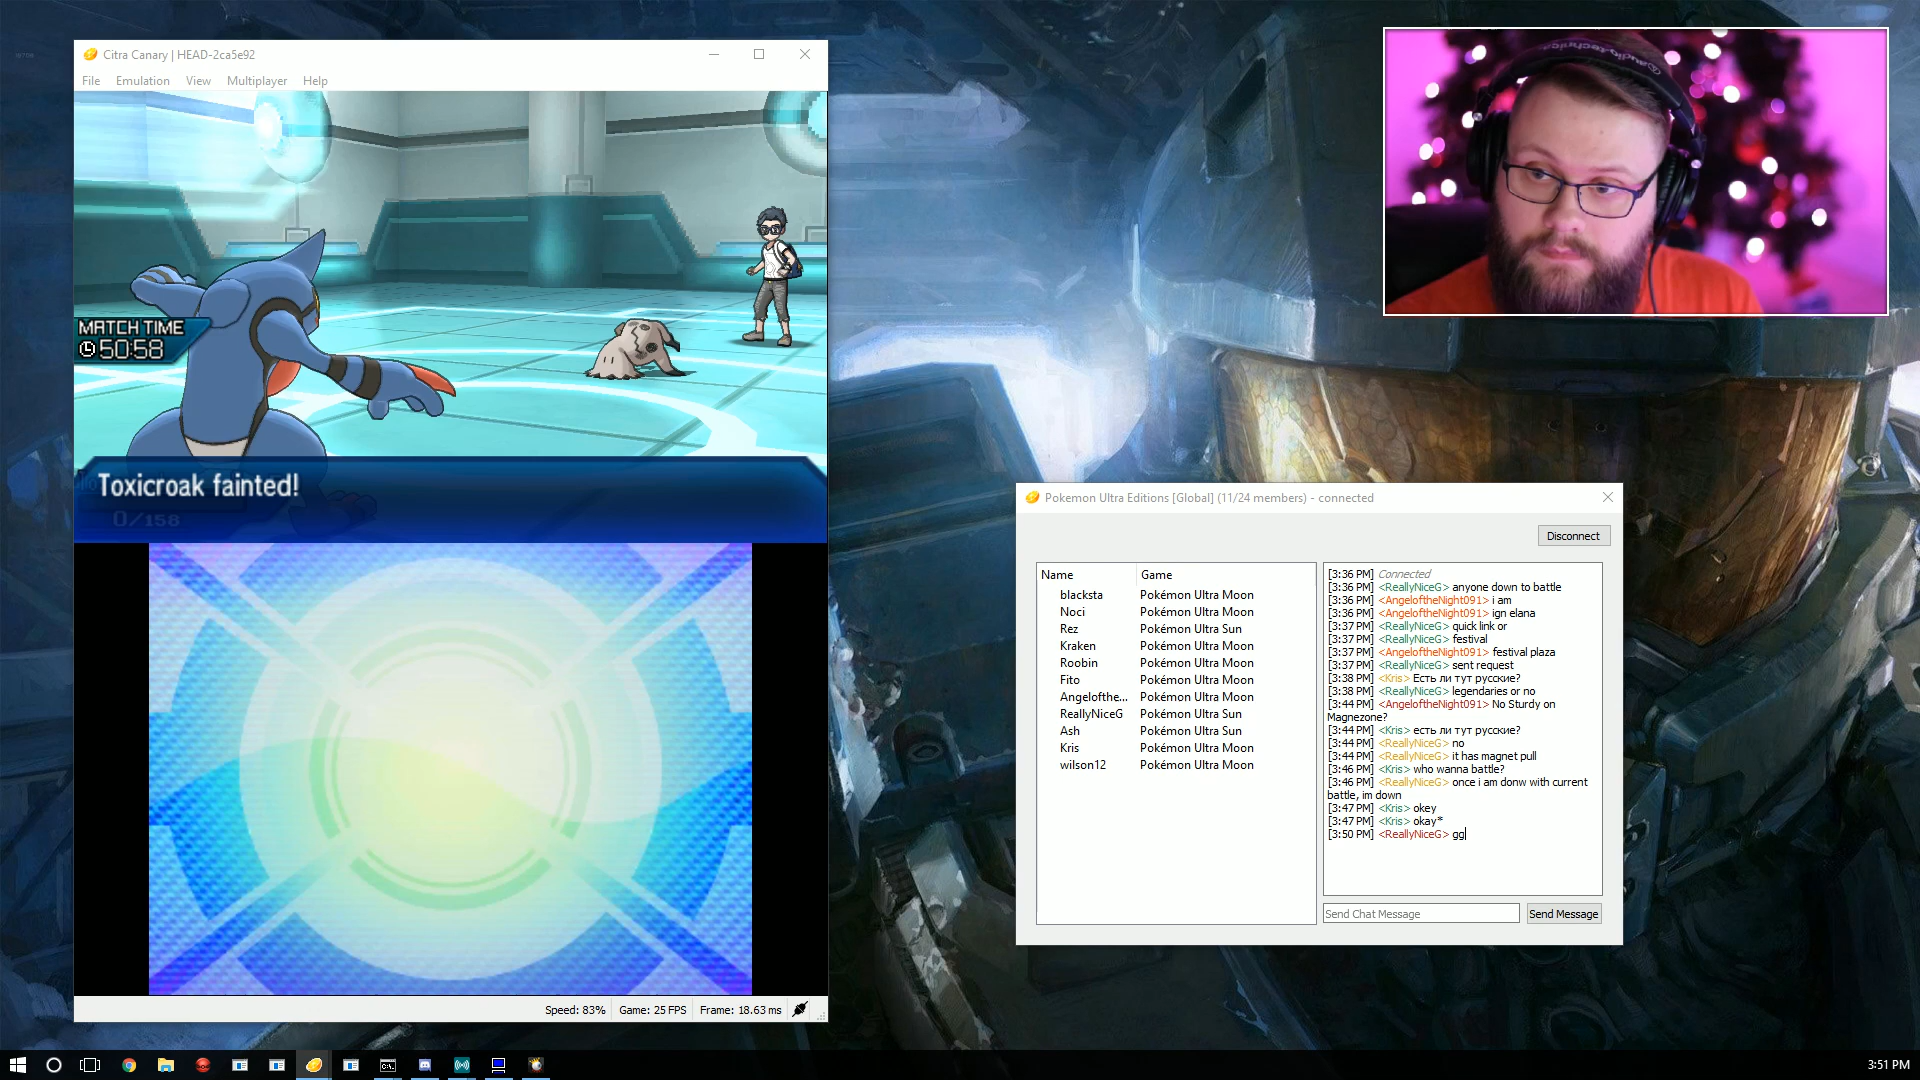 Citra Canary | HEAD-2ca5e92
File Emulation View Multiplayer Help
MATCH TIME
50:58
Toxicroak fainted!
0/158
Speed: 83% Game: 25 FPS Frame: 18.63 ms
audio-technica
Pokemon Ultra Editions [Global] (11/24 members) - connected
Disconnect
Name Game
blacksta Pokémon Ultra Moon
Noci Pokémon Ultra Moon
Rez Pokémon Ultra Sun
Kraken Pokémon Ultra Moon
Roobin Pokémon Ultra Moon
Fito Pokémon Ultra Moon
Angelofthe... Pokémon Ultra Moon
ReallyNiceG Pokémon Ultra Sun
Ash Pokémon Ultra Sun
Kris Pokémon Ultra Moon
wilson12 Pokémon Ultra Moon
[3:36 PM] Connected
[3:36 PM] <ReallyNiceG> anyone down to battle
[3:36 PM] <AngeloftheNight091> i am
[3:36 PM] <AngeloftheNight091> ign elana
[3:37 PM] <ReallyNiceG> quick link or
[3:37 PM] <ReallyNiceG> festival
[3:37 PM] <AngeloftheNight091> festival plaza
[3:37 PM] <ReallyNiceG> sent request
[3:38 PM] <Kris> Есть ли тут русские?
[3:38 PM] <ReallyNiceG> legendaries or no
[3:44 PM] <AngeloftheNight091> No Sturdy on
Magnezone?
[3:44 PM] <Kris> есть ли тут русские?
[3:44 PM] <ReallyNiceG> no
[3:44 PM] <ReallyNiceG> it has magnet pull
[3:46 PM] <Kris> who wanna battle?
[3:46 PM] <ReallyNiceG> once i am donw with current
battle, im down
[3:47 PM] <Kris> okey
[3:47 PM] <Kris> okay*
[3:50 PM] <ReallyNiceG> gg
Send Chat Message
Send Message
3:51 PM